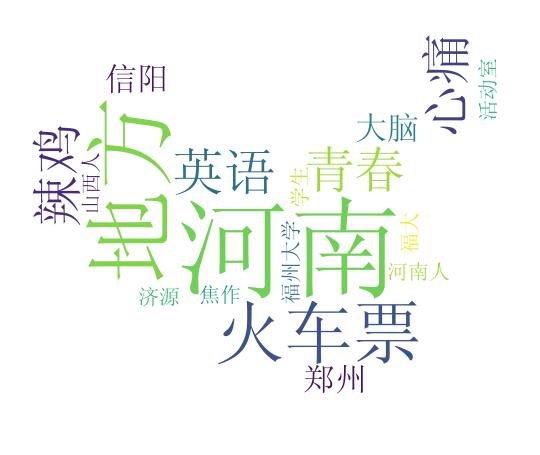 心痛
活动室
信阳
地方
大脑
辣鸡
山西人
英语
青春
学生
河南
福大
福州大学
河南人
济源
焦作
火车票
郑州